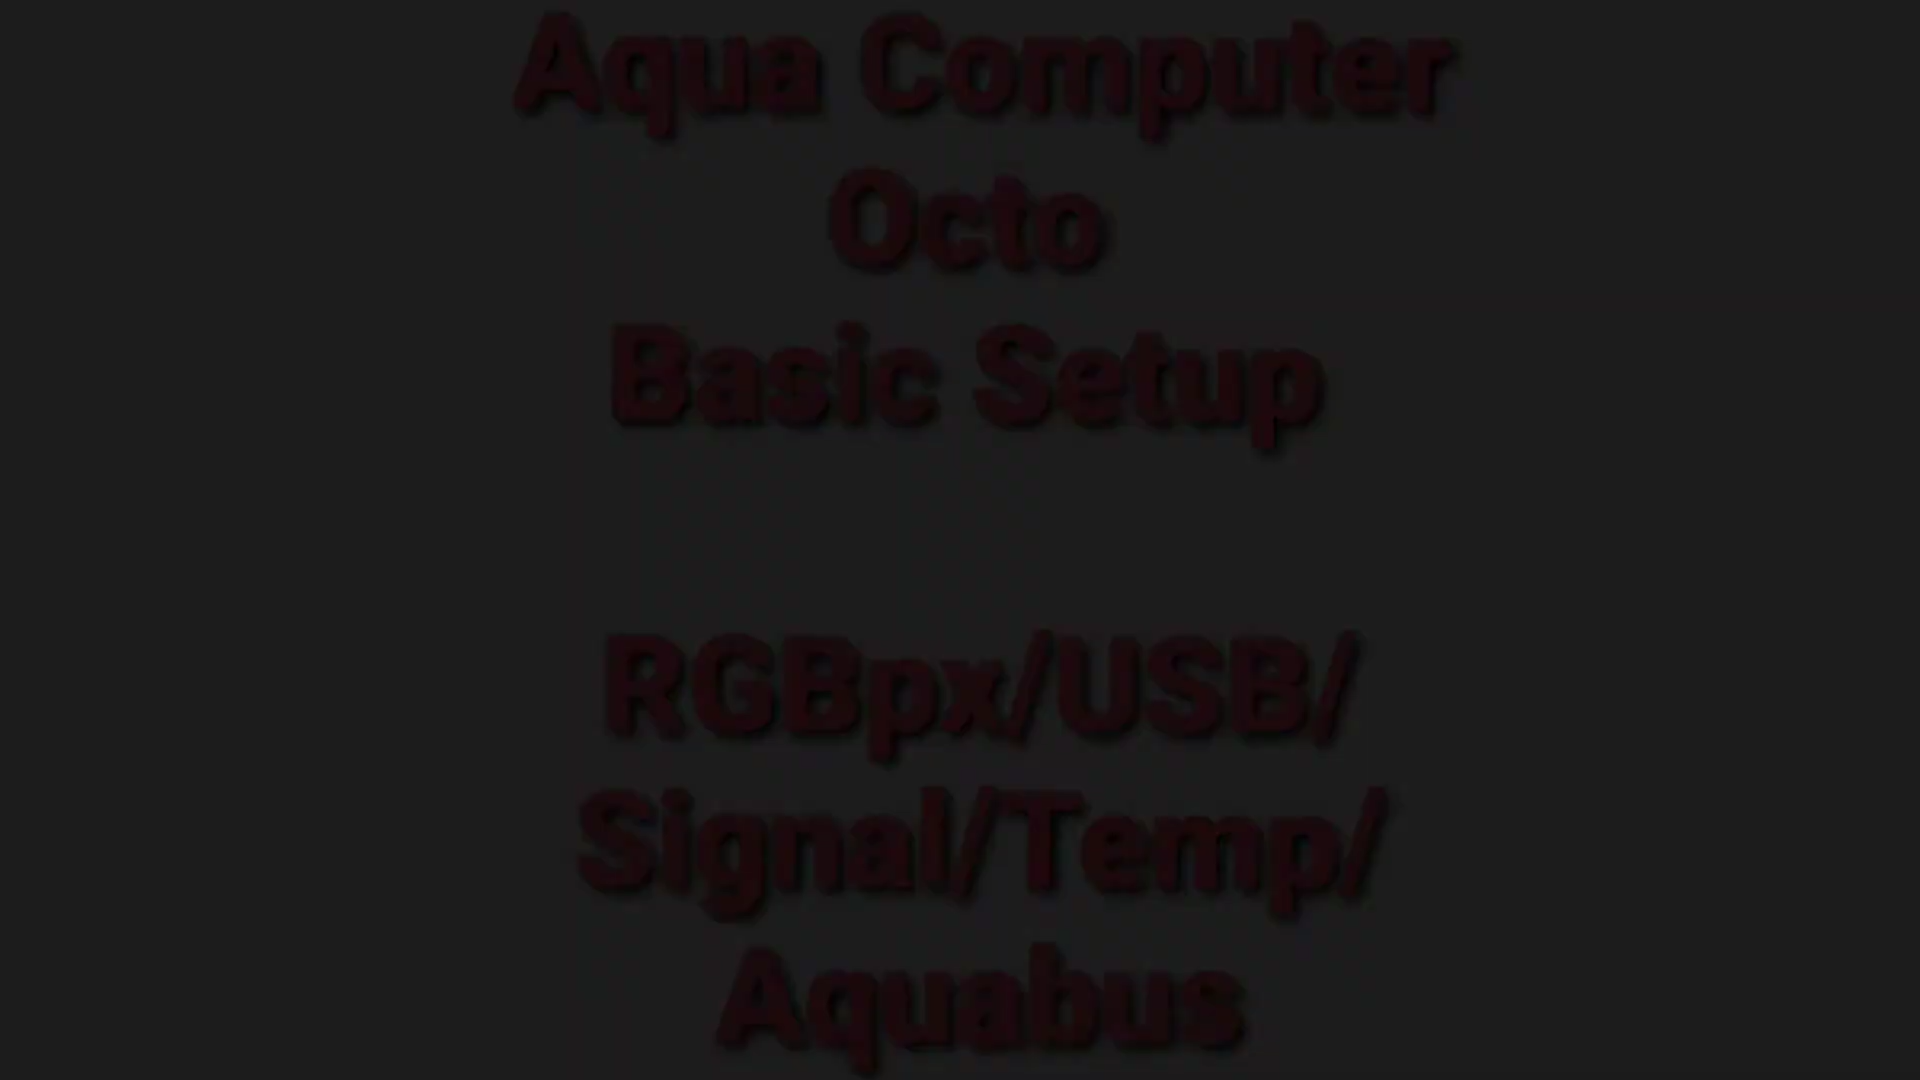 Aqua Computer
Octo
Basic Setup
RGBpx/USB/
Signal/Temp/
Aquabus